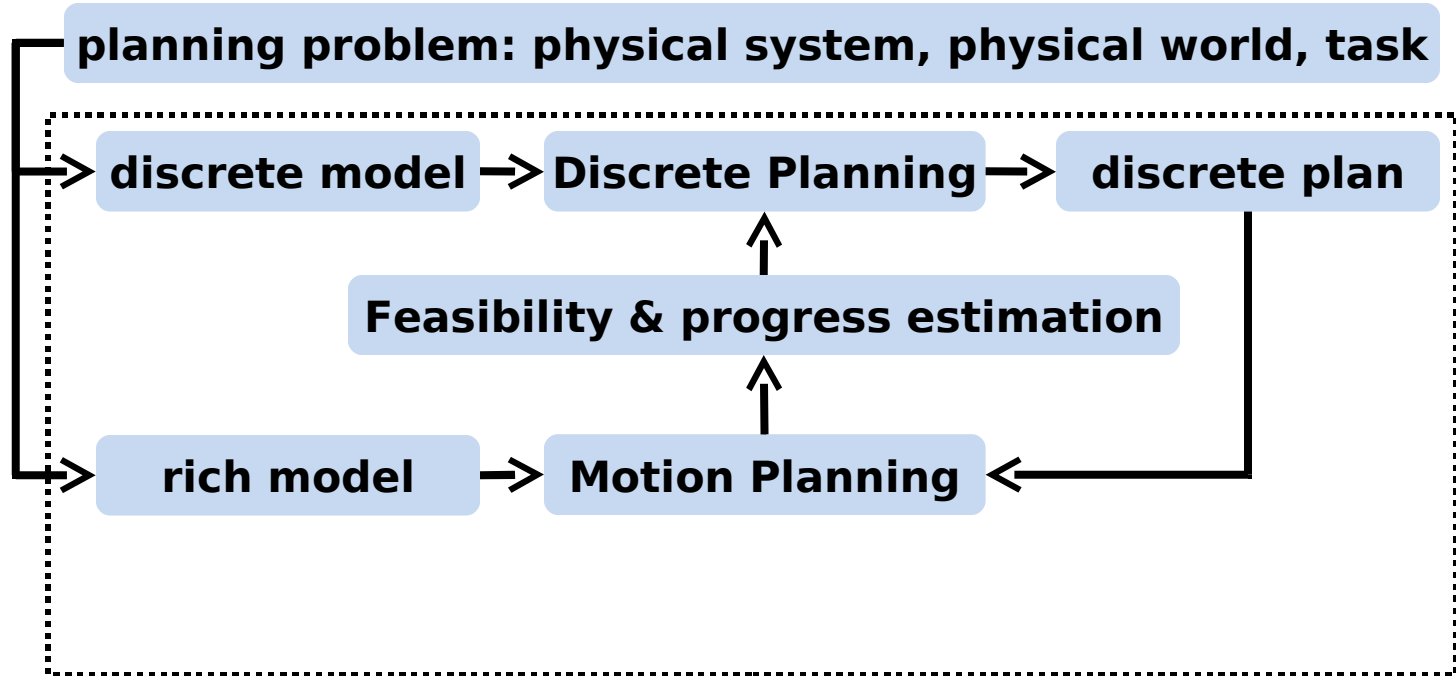 planning problem: physical system, physical world, task
discrete model
Discrete Planning
discrete plan
Feasibility & progress estimation
rich model
Motion Planning